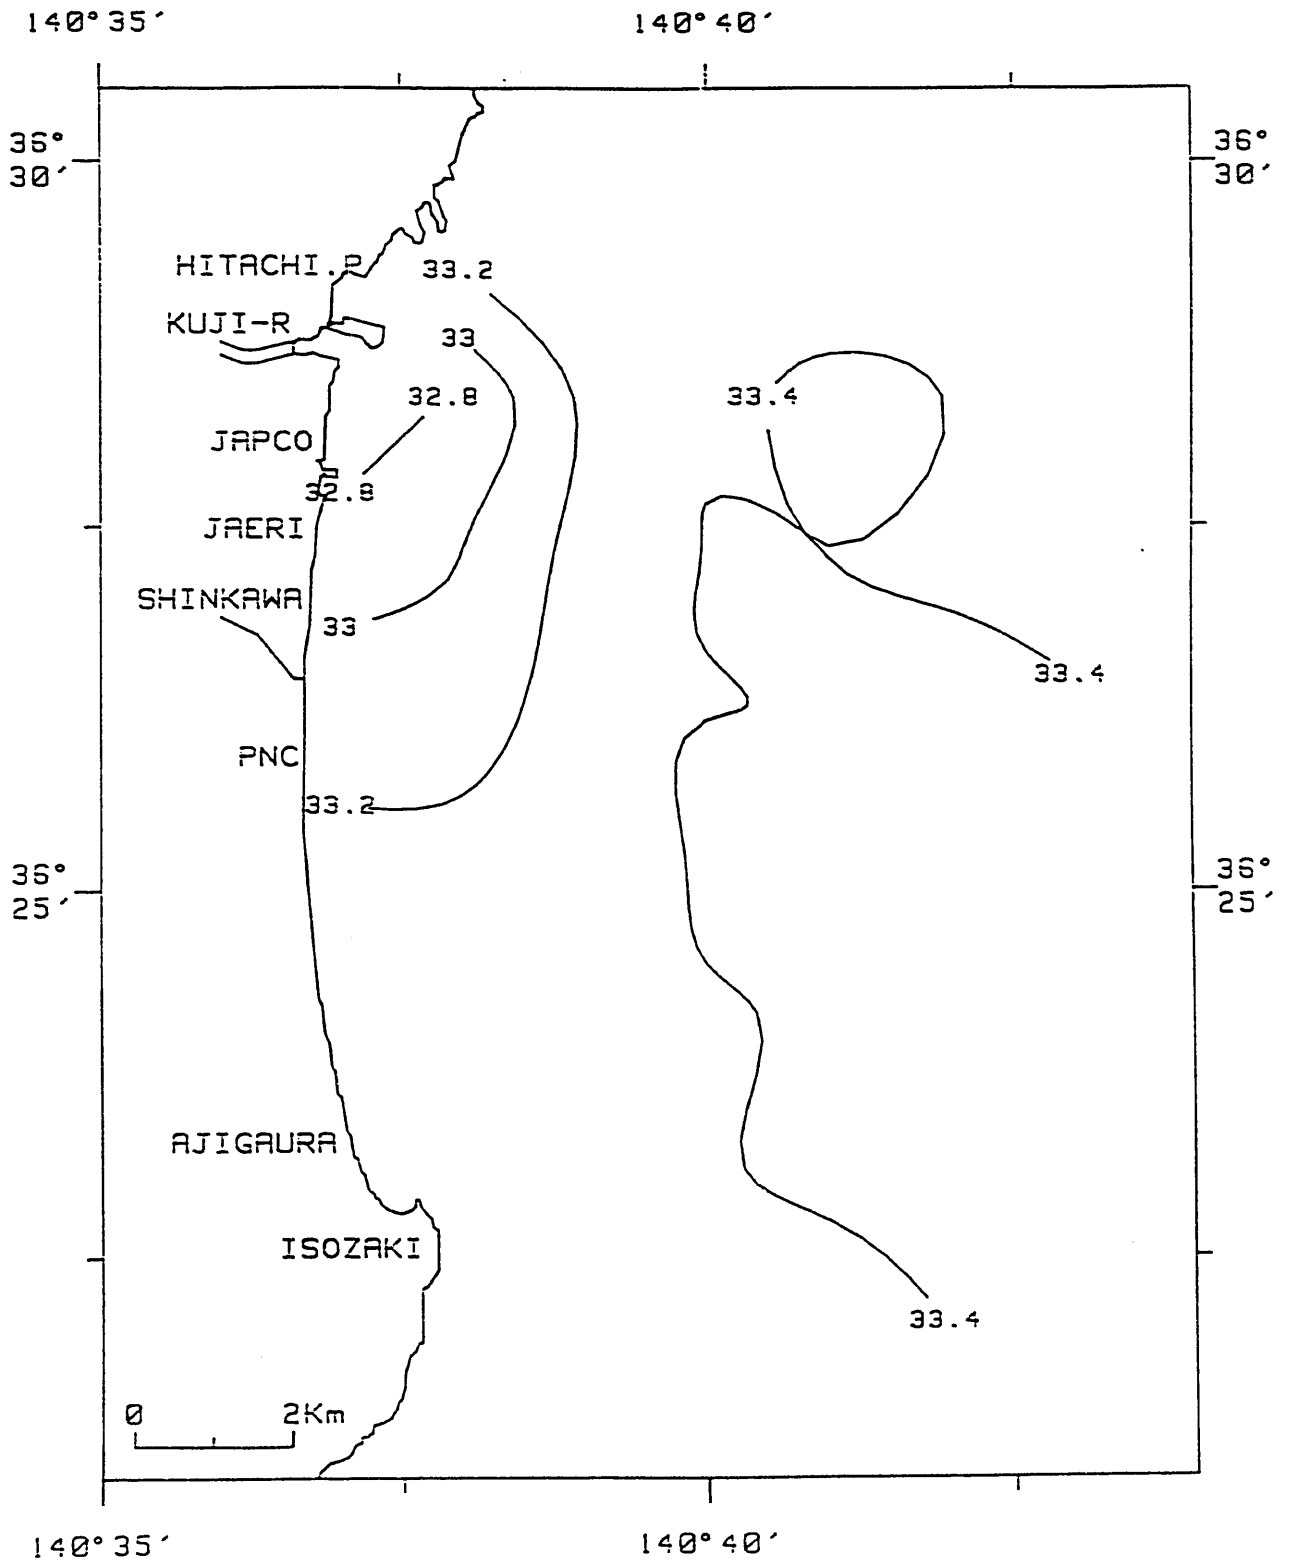 140°35′ 140°40′
36° 36°
30′ 30′
HITACHI.P 33.2
KUJI-R 33
32.8 33.4
JAPCO
32.8
JAERI
SHINKAWA
33
33.4
PNC
33.2
36° 36°
25′ 25′
AJIGAURA
ISOZAKI
33.4
0 2Km
140°35′ 140°40′